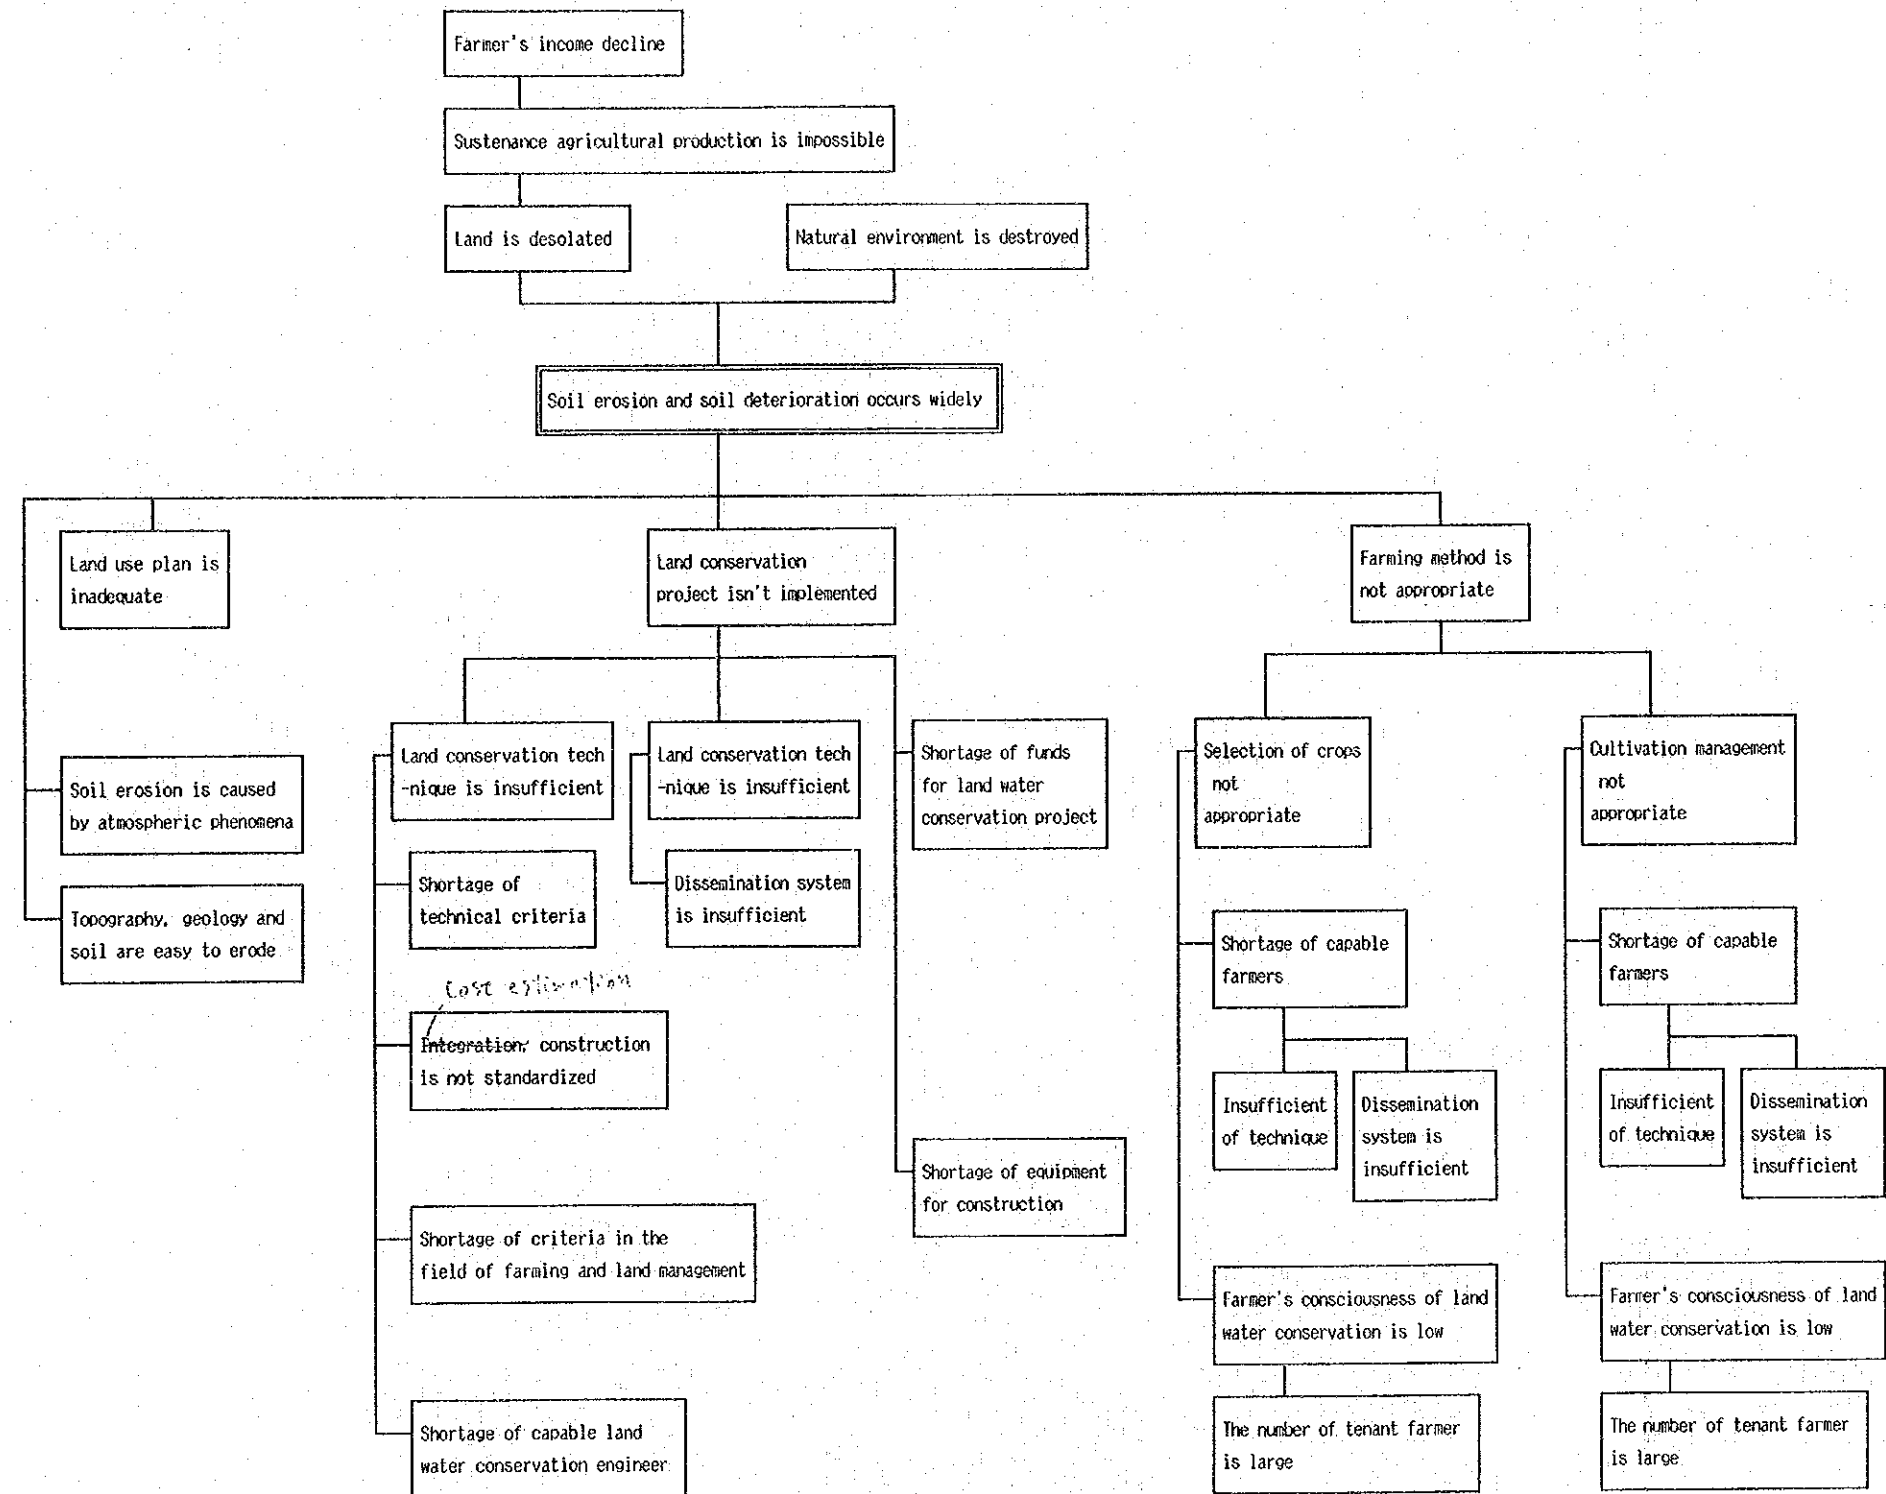 Farmer's income decline
Sustenance agricultural production is impossible
Land is desolated
Natural environment is destroyed
Soil erosion and soil deterioration occurs widely
Land use plan is
inadequate
Land conservation
project isn't implemented
Farming method is
not appropriate
Soil erosion is caused
by atmospheric phenomena
Topography, geology and
soil are easy to erode
Land conservation tech
-nique is insufficient
Shortage of
technical criteria
Cost estimation
Integration, construction
is not standardized
Shortage of criteria in the
field of farming and land management
Shortage of capable land
water conservation engineer
Land conservation tech
-nique is insufficient
Dissemination system
is insufficient
Shortage of funds
for land water
conservation project
Shortage of equipment
for construction
Selection of crops
not
appropriate
Shortage of capable
farmers
Insufficient
of technique
Dissemination
system is
insufficient
Farmer's consciousness of land
water conservation is low
The number of tenant farmer
is large
Cultivation management
not
appropriate
Shortage of capable
farmers
Insufficient
of technique
Dissemination
system is
insufficient
Farmer's consciousness of land
water conservation is low
The number of tenant farmer
is large